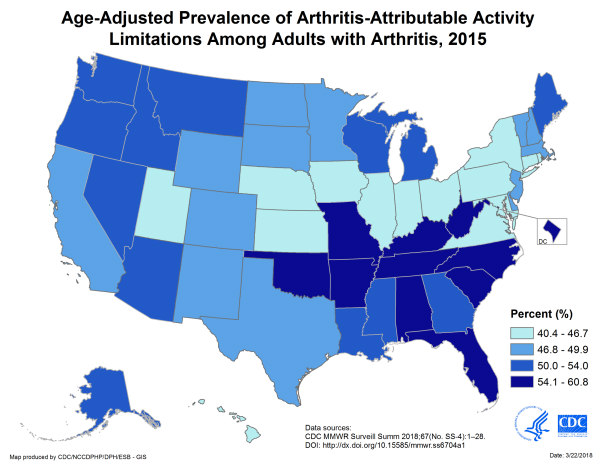 Age-Adjusted Prevalence of Arthritis-Attributable Activity
Limitations Among Adults with Arthritis, 2015
DC
Percent (%)
40.4 - 46.7
46.8 - 49.9
50.0 - 54.0
54.1 - 60.8
Data sources:
CDC MMWR Surveill Summ 2018;67(No. SS-4):1–28.
DOI: http://dx.doi.org/10.15585/mmwr.ss6704a1
CDC
Map produced by CDC/NCCDPHP/DPH/ESB - GIS
Date: 3/22/2018